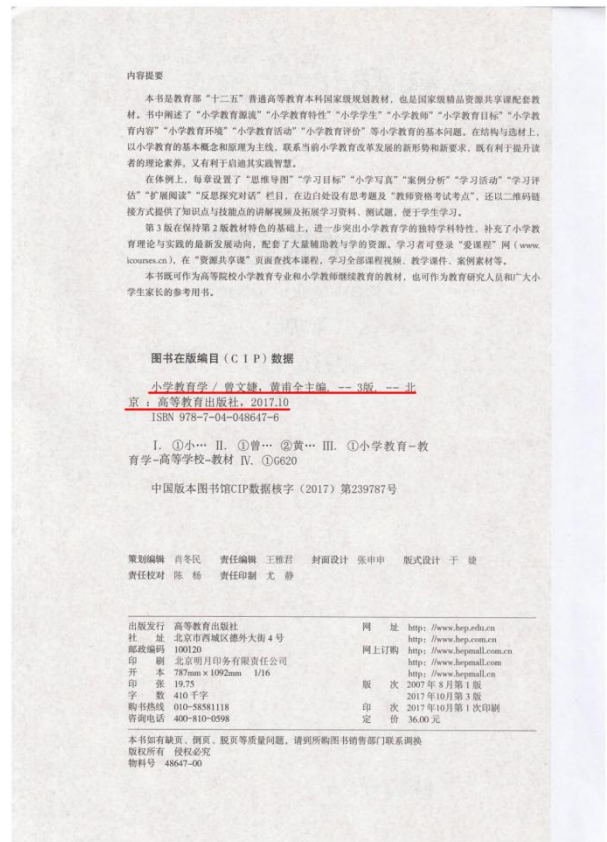 内容提要
本书是教育部“十二五”普通高等教育本科国家级规划教材，也是国家级精品资源共享课配套教
材。书中阐述了“小学教育源流”“小学教育特性”“小学学生”“小学教师”“小学教育目标”“小学教
育内容”“小学教育环境”“小学教育活动”“小学教育评价”等小学教育的基本问题。在结构与选材上，
以小学教育的基本概念和原理为主线，联系当前小学教育改革发展的新形势和新要求，既有利于提升读
者的理论素养，又有利于启迪其实践智慧。
在体例上，每章设置了“思维导图”“学习目标”“小学写真”“案例分析”“学习活动”“学习评
估”“扩展阅读”“反思探究对话”栏目，在边白处设有思考题及“教师资格考试考点”，还以二维码链
接方式提供了知识点与技能点的讲解视频及拓展学习资料、测试题，便于学生学习。
第3版在保持第2版教材特色的基础上，进一步突出小学教育学的独特学科特性，补充了小学教
育理论与实践的最新发展动向，配套了大量辅助教与学的资源。学习者可登录“爱课程”网（www.
icourses.cn），在“资源共享课”页面查找本课程，学习全部课程视频、教学课件、案例素材等。
本书既可作为高等院校小学教育专业和小学教师继续教育的教材，也可作为教育研究人员和广大小
学生家长的参考用书。
图书在版编目（CIP）数据
小学教育学 / 曾文婕，黄甫全主编. -- 3版. -- 北
京 ： 高等教育出版社，2017.10
ISBN 978-7-04-048647-6
Ⅰ. ①小… Ⅱ. ①曾… ②黄… Ⅲ. ①小学教育-教
育学-高等学校-教材 Ⅳ. ①G620
中国版本图书馆CIP数据核字（2017）第239787号
策划编辑 肖冬民 责任编辑 王雅君 封面设计 张申申 版式设计 于 婕
责任校对 陈 杨 责任印制 尤 静
出版发行 高等教育出版社 网 址 http: //www.hep.edu.cn
社 址 北京市西城区德外大街4号 http: //www.hep.com.cn
邮政编码 100120 网上订购 http: //www.hepmall.com.cn
印 刷 北京明月印务有限责任公司 http: //www.hepmall.com
开 本 787mm×1092mm 1/16 http: //www.hepmall.cn
印 张 19.75 版 次 2007年8月第1版
字 数 410千字 2017年10月第3版
购书热线 010-58581118 印 次 2017年10月第1次印刷
咨询电话 400-810-0598 定 价 36.00元
本书如有缺页、倒页、脱页等质量问题，请到所购图书销售部门联系调换
版权所有 侵权必究
物料号 48647-00